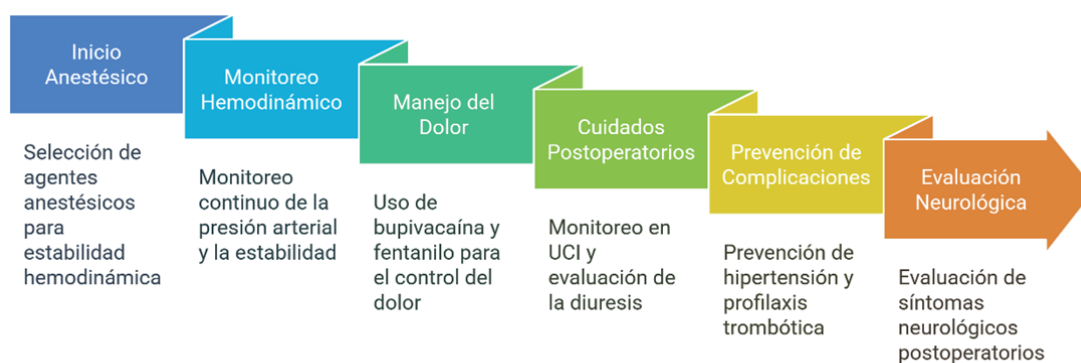 Inicio
Anestésico
Selección de
agentes
anestésicos
para
estabilidad
hemodinámica
Monitoreo
Hemodinámico
Monitoreo
continuo de la
presión arterial
y la estabilidad
Manejo del
Dolor
Uso de
bupivacaína y
fentanilo para
el control del
dolor
Cuidados
Postoperatorios
Monitoreo en
UCI y
evaluación de
la diuresis
Prevención de
Complicaciones
Prevención de
hipertensión y
profilaxis
trombótica
Evaluación
Neurológica
Evaluación de
síntomas
neurológicos
postoperatorios